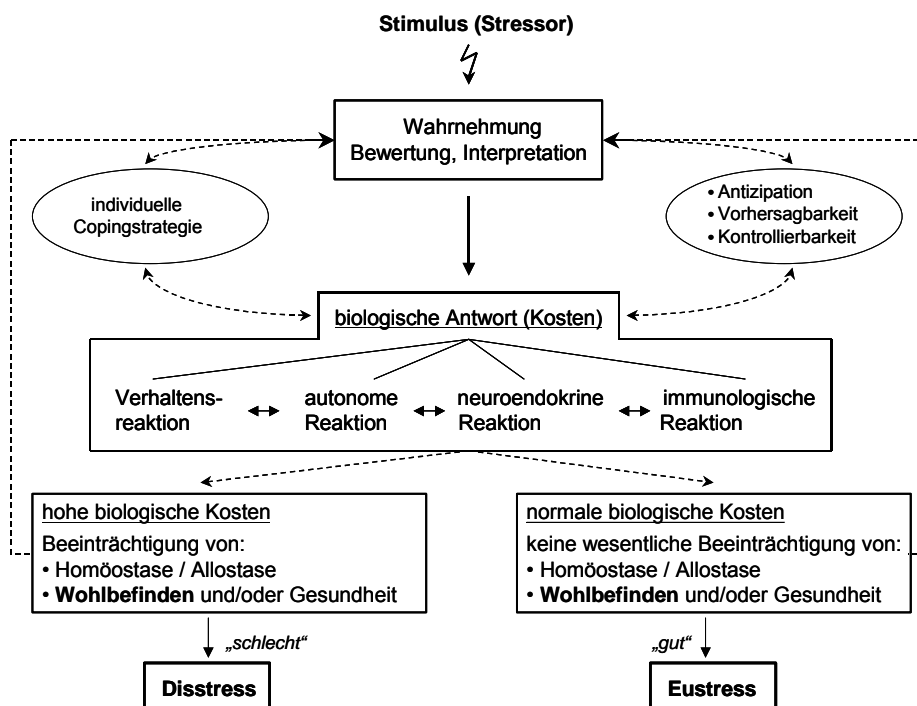 Stimulus (Stressor)
Wahrnehmung
Bewertung, Interpretation
individuelle
Copingstrategie
• Antizipation
• Vorhersagbarkeit
• Kontrollierbarkeit
biologische Antwort (Kosten)
Verhaltens-
reaktion
autonome
Reaktion
neuroendokrine
Reaktion
immunologische
Reaktion
hohe biologische Kosten
Beeinträchtigung von:
• Homöostase / Allostase
• Wohlbefinden und/oder Gesundheit
normale biologische Kosten
keine wesentliche Beeinträchtigung von:
• Homöostase / Allostase
• Wohlbefinden und/oder Gesundheit
„schlecht“
„gut“
Disstress
Eustress